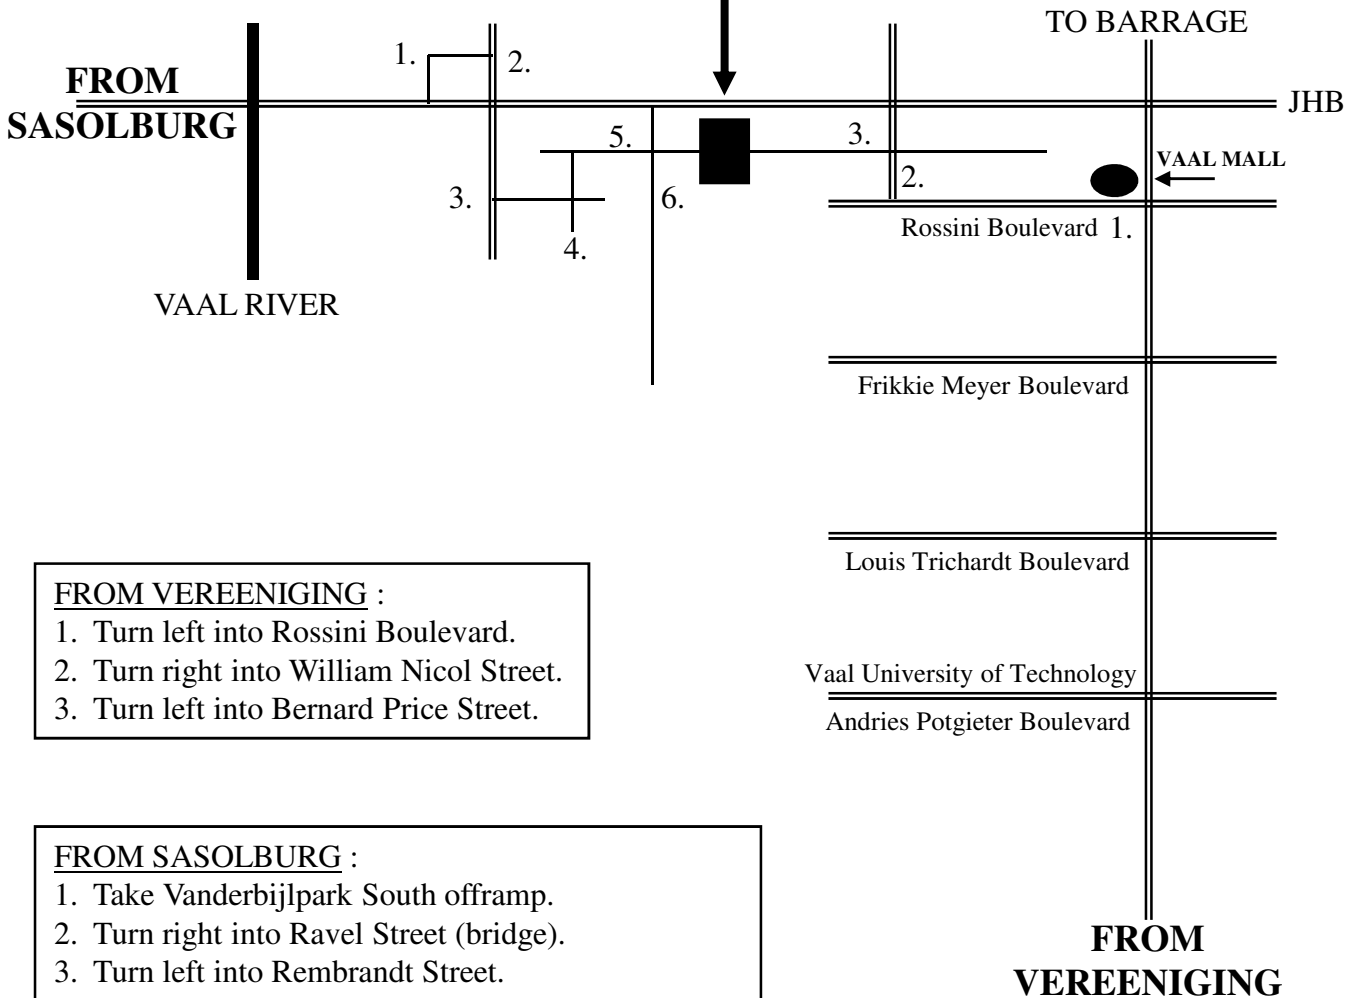 TO BARRAGE
1.
2.
FROM
SASOLBURG
JHB
5.
3.
VAAL MALL
2.
3.
6.
Rossini Boulevard 1.
4.
VAAL RIVER
Frikkie Meyer Boulevard
Louis Trichardt Boulevard
FROM VEREENIGING :
1. Turn left into Rossini Boulevard.
2. Turn right into William Nicol Street.
3. Turn left into Bernard Price Street.
Vaal University of Technology
Andries Potgieter Boulevard
FROM SASOLBURG :
1. Take Vanderbijlpark South offramp.
2. Turn right into Ravel Street (bridge).
3. Turn left into Rembrandt Street.
FROM
VEREENIGING